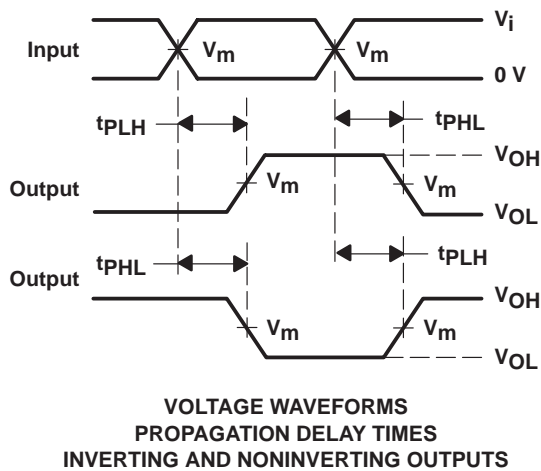 Vi
Input
Vm
Vm
0 V
tPLH
tPHL
VOH
Output
Vm
Vm
VOL
tPHL
tPLH
Output
VOH
Vm
Vm
VOL
VOLTAGE WAVEFORMS
PROPAGATION DELAY TIMES
INVERTING AND NONINVERTING OUTPUTS